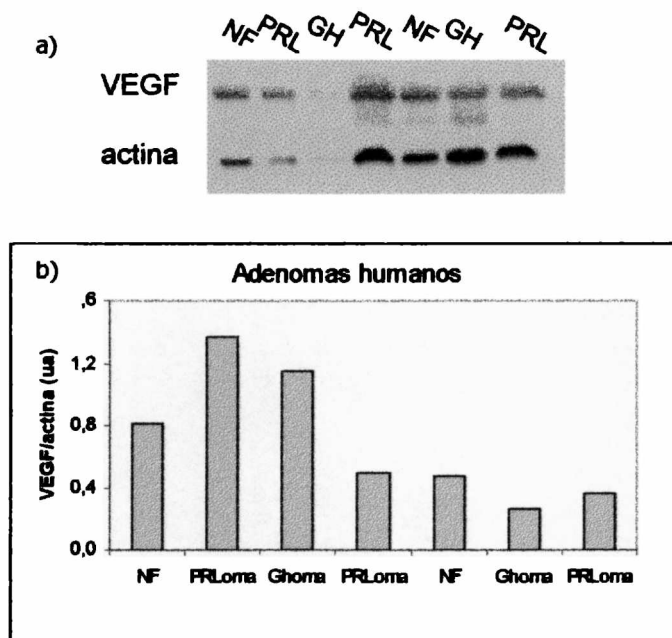 a)
NF PRL GH PRL NF GH PRL
VEGF
actina
b)
Adenomas humanos
VEGF/actina (ua)
,6
1,2
0,8
0,4
0,0
NF PRLoma Ghoma PRLoma NF Ghoma PRLoma